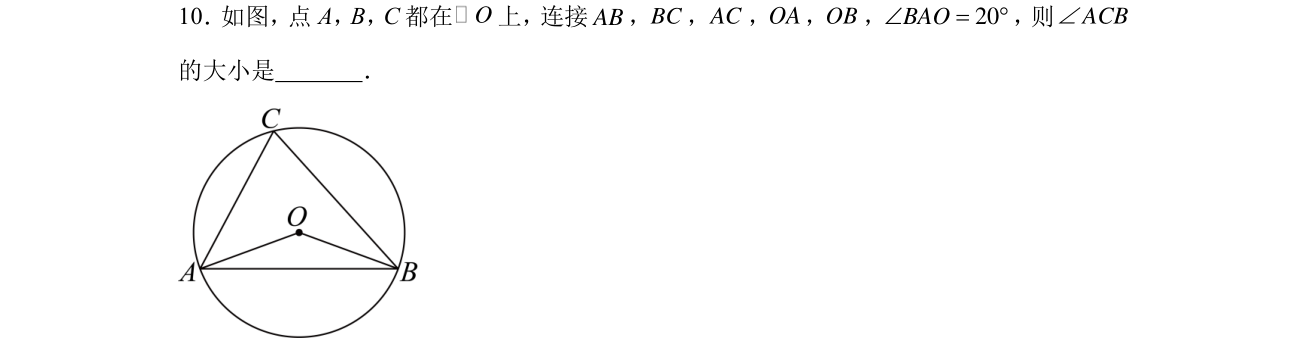 10．如图，点 A，B，C 都在□ O 上，连接 AB，BC，AC，OA，OB，∠BAO = 20°，则∠ACB
的大小是_______．
C
O
A
B